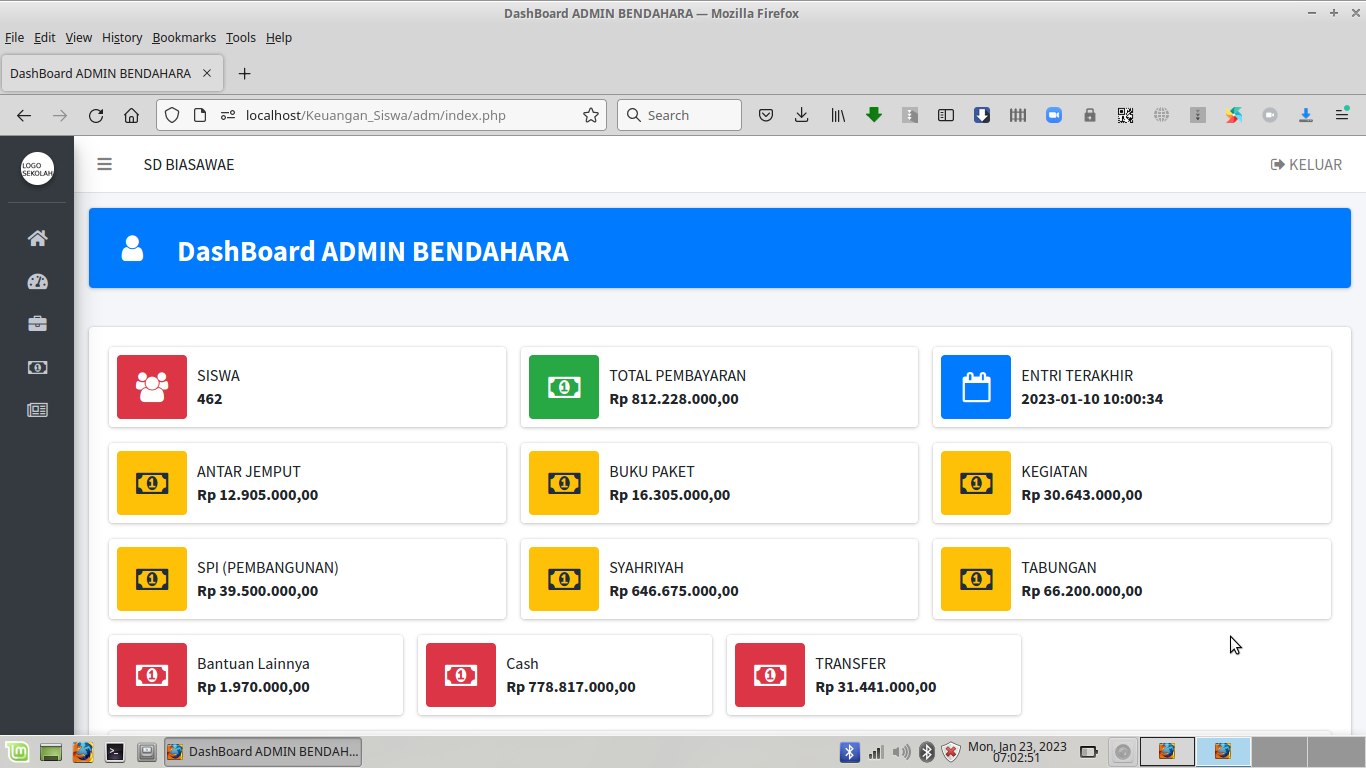 DashBoard ADMIN BENDAHARA — Mozilla Firefox
File Edit View History Bookmarks Tools Help
DashBoard ADMIN BENDAHARA
localhost/Keuangan_Siswa/adm/index.php
Search
LOGO
SEKOLAH
SD BIASAWAE
KELUAR
DashBoard ADMIN BENDAHARA
SISWA
462
TOTAL PEMBAYARAN
Rp 812.228.000,00
ENTRI TERAKHIR
2023-01-10 10:00:34
ANTAR JEMPUT
Rp 12.905.000,00
BUKU PAKET
Rp 16.305.000,00
KEGIATAN
Rp 30.643.000,00
SPI (PEMBANGUNAN)
Rp 39.500.000,00
SYAHRIYAH
Rp 646.675.000,00
TABUNGAN
Rp 66.200.000,00
Bantuan Lainnya
Rp 1.970.000,00
Cash
Rp 778.817.000,00
TRANSFER
Rp 31.441.000,00
DashBoard ADMIN BENDAH...
Mon, Jan 23, 2023
07:02:51